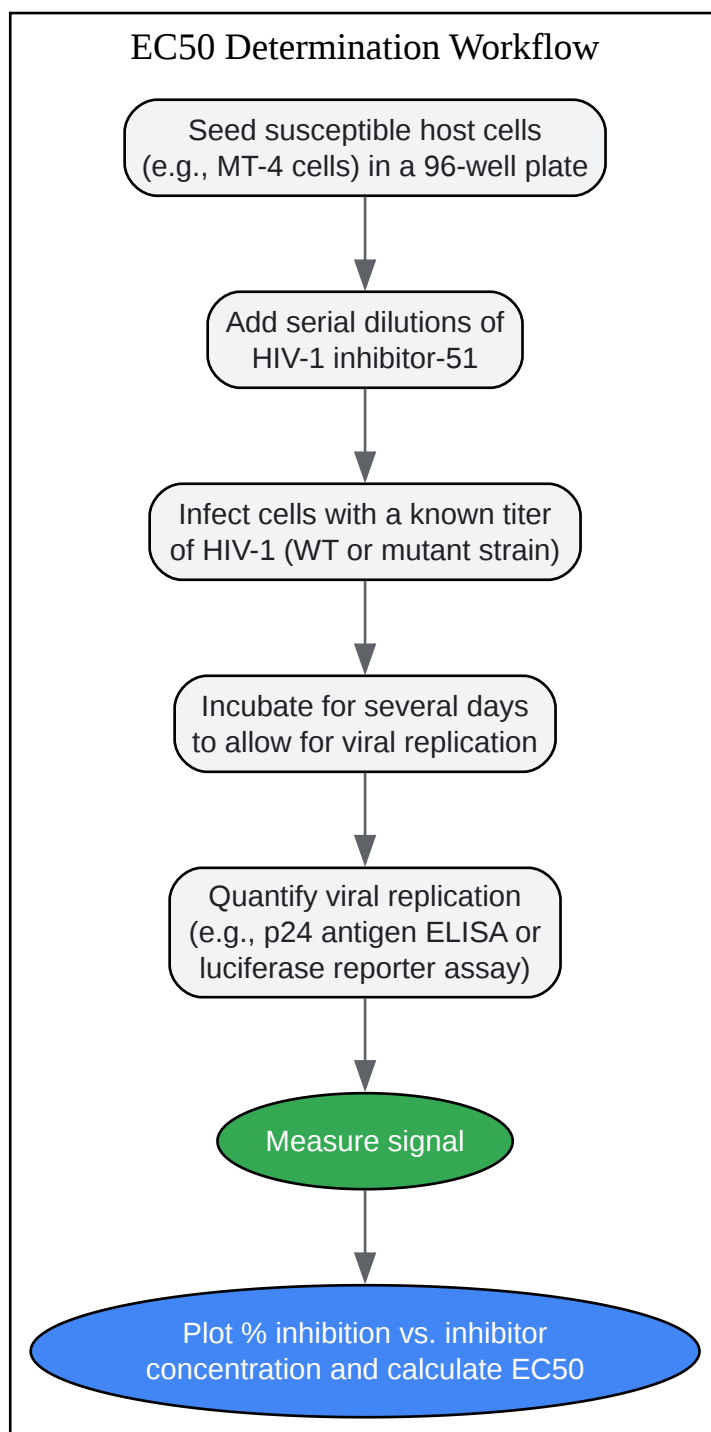 EC50 Determination Workflow
Seed susceptible host cells
(e.g., MT-4 cells) in a 96-well plate
Add serial dilutions of
HIV-1 inhibitor-51
Infect cells with a known titer
of HIV-1 (WT or mutant strain)
Incubate for several days
to allow for viral replication
Quantify viral replication
(e.g., p24 antigen ELISA or
luciferase reporter assay)
Measure signal
Plot % inhibition vs. inhibitor
concentration and calculate EC50